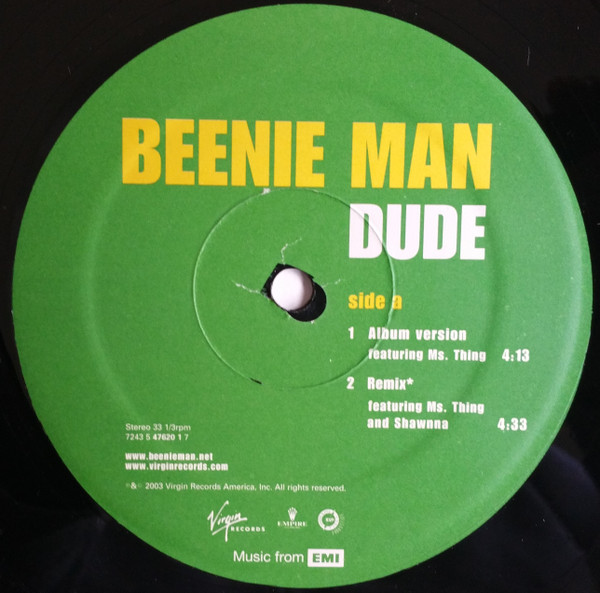 BEENIE MAN
DUDE
side a
1 Album version
featuring Ms. Thing 4:13
2 Remix*
featuring Ms. Thing
and Shawnna 4:33
Stereo 33 1/3rpm
7243 5 47620 1 7
www.beenieman.net
www.virginrecords.com
℗&© 2003 Virgin Records America, Inc. All rights reserved.
Virgin
RECORDS
EMPIRE
Music from EMI